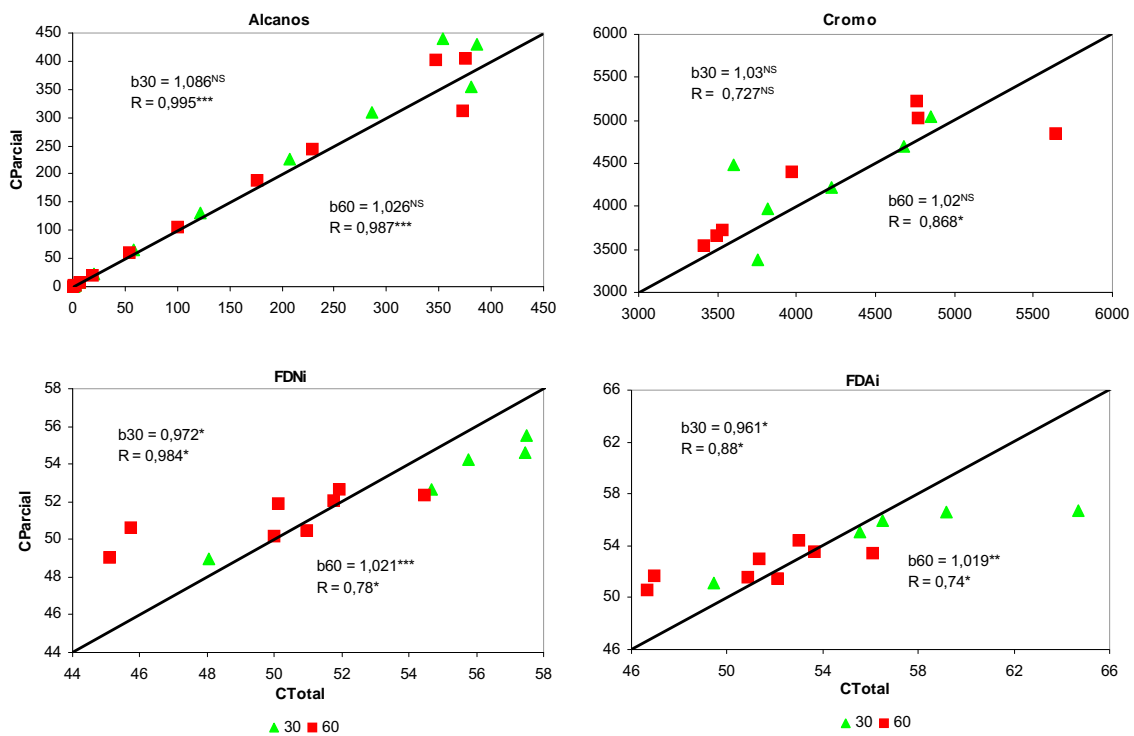 Alcanos
450
400
350
300
250
200
150
100
50
0
CParcial
b30 = 1,086NS
R = 0,995***
b60 = 1,026NS
R = 0,987***
0 50 100 150 200 250 300 350 400 450
Cromo
6000
5500
5000
4500
4000
3500
3000
b30 = 1,03NS
R = 0,727NS
b60 = 1,02NS
R = 0,868*
3000 3500 4000 4500 5000 5500 6000
FDNi
58
56
54
52
50
48
46
44
CParcial
b30 = 0,972*
R = 0,984*
b60 = 1,021***
R = 0,78*
44 46 48 50 52 54 56 58
CTotal
30 60
FDAi
66
62
58
54
50
46
b30 = 0,961*
R = 0,88*
b60 = 1,019**
R = 0,74*
46 50 54 58 62 66
CTotal
30 60